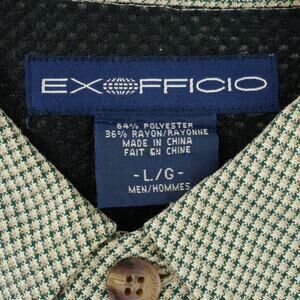 EXOFFICIO
64% POLYESTER
36% RAYON/RAYONNE
MADE IN CHINA
FAIT EN CHINE
- L/G -
MEN/HOMMES